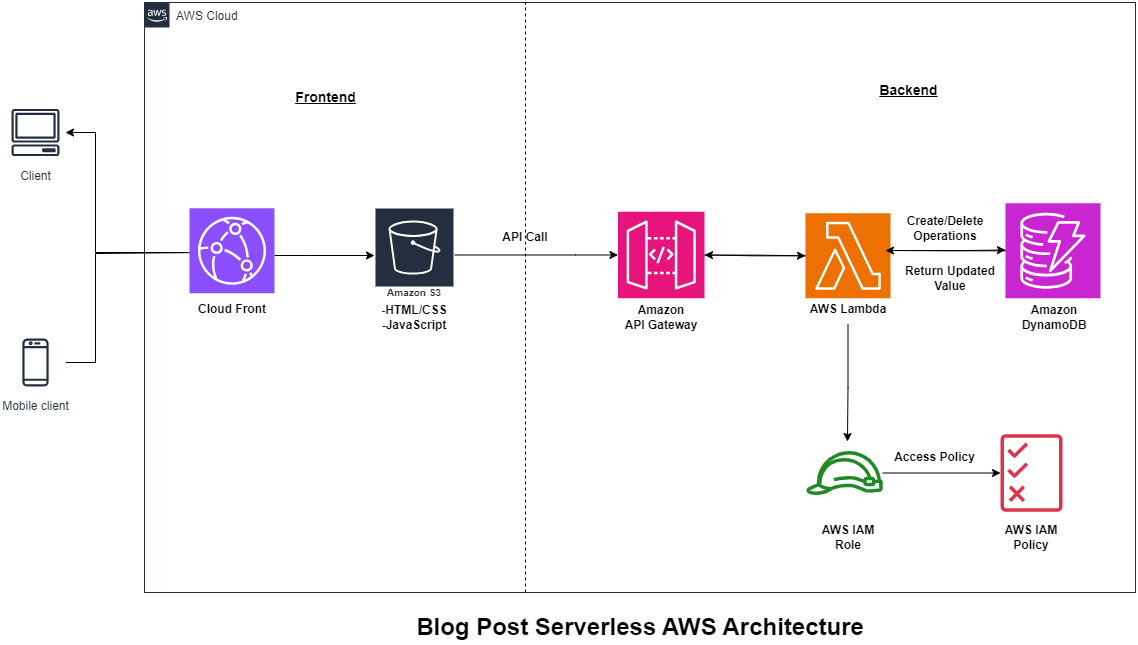 aws
AWS Cloud
Frontend
Backend
Client
Cloud Front
Amazon S3
-HTML/CSS
-JavaScript
API Call
Amazon
API Gateway
AWS Lambda
Create/Delete
Operations
Return Updated
Value
Amazon
DynamoDB
Mobile client
AWS IAM
Role
Access Policy
AWS IAM
Policy
Blog Post Serverless AWS Architecture